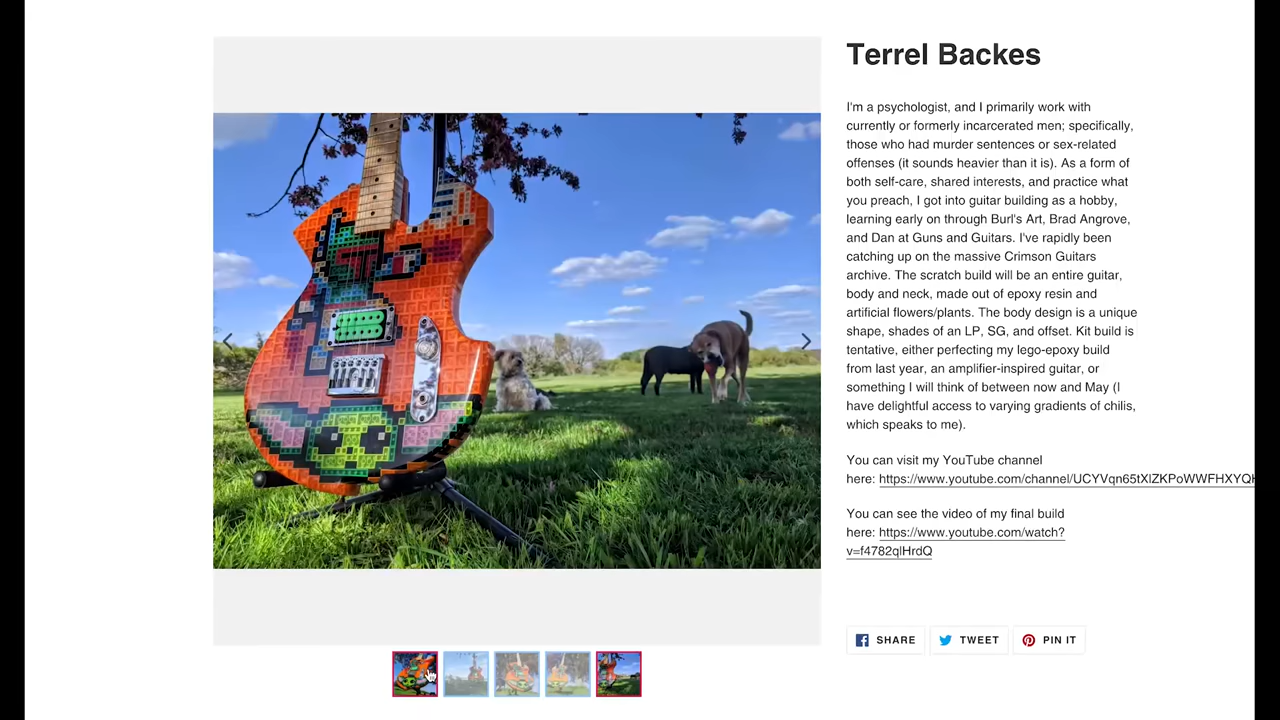 Terrel Backes
I'm a psychologist, and I primarily work with
currently or formerly incarcerated men; specifically,
those who had murder sentences or sex-related
offenses (it sounds heavier than it is). As a form of
both self-care, shared interests, and practice what
you preach, I got into guitar building as a hobby,
learning early on through Burl's Art, Brad Angrove,
and Dan at Guns and Guitars. I've rapidly been
catching up on the massive Crimson Guitars
archive. The scratch build will be an entire guitar,
body and neck, made out of epoxy resin and
artificial flowers/plants. The body design is a unique
shape, shades of an LP, SG, and offset. Kit build is
tentative, either perfecting my lego-epoxy build
from last year, an amplifier-inspired guitar, or
something I will think of between now and May (I
have delightful access to varying gradients of chilis,
which speaks to me).
You can visit my YouTube channel
here: https://www.youtube.com/channel/UCYVqn65tXlZKPoWWFHXYQ
You can see the video of my final build
here: https://www.youtube.com/watch?
v=f4782qlHrdQ
SHARE TWEET PIN IT